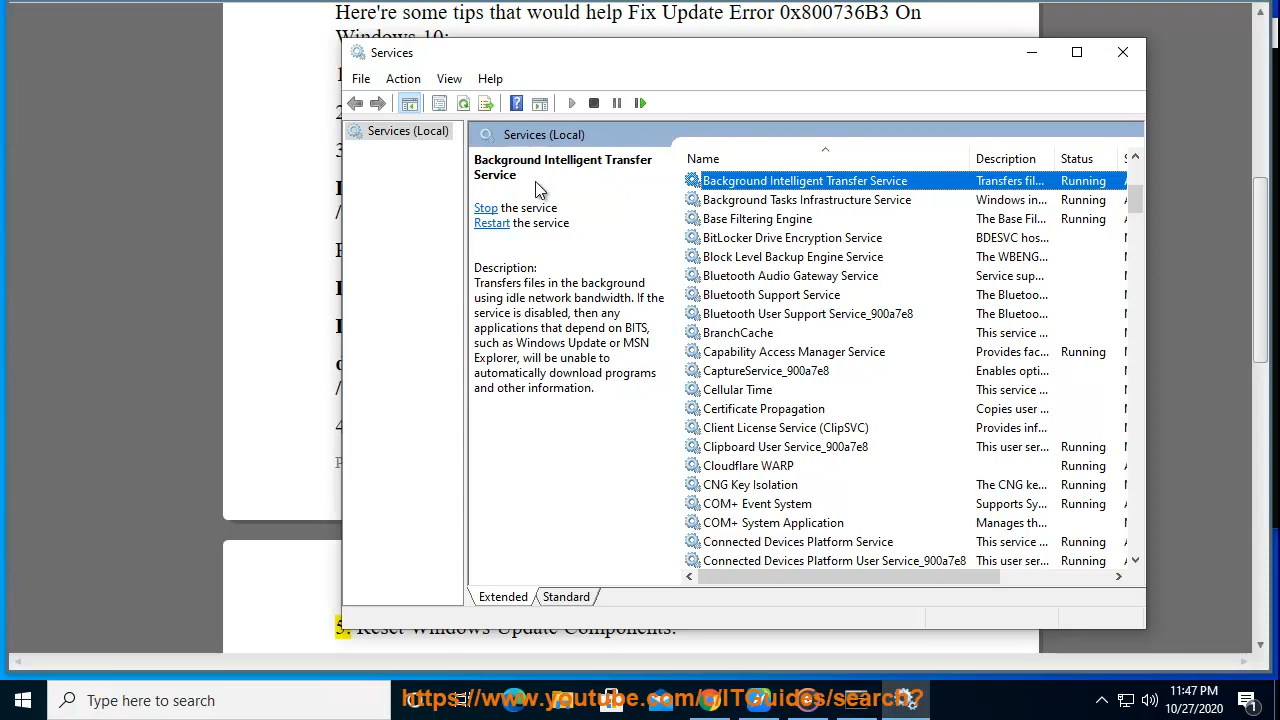 Here're some tips that would help Fix Update Error 0x800736B3 On
Windows 10:
Services
File Action View Help
Services (Local)
Services (Local)
Background Intelligent Transfer
Service
Stop the service
Restart the service
Description:
Transfers files in the background
using idle network bandwidth. If the
service is disabled, then any
applications that depend on BITS,
such as Windows Update or MSN
Explorer, will be unable to
automatically download programs
and other information.
Name Description Status
Background Intelligent Transfer Service Transfers fil... Running
Background Tasks Infrastructure Service Windows in... Running
Base Filtering Engine The Base Fil... Running
BitLocker Drive Encryption Service BDESVC hos...
Block Level Backup Engine Service The WBENG...
Bluetooth Audio Gateway Service Service sup...
Bluetooth Support Service The Bluetoo...
Bluetooth User Support Service_900a7e8 The Bluetoo...
BranchCache This service ...
Capability Access Manager Service Provides fac... Running
CaptureService_900a7e8 Enables opti...
Cellular Time This service ...
Certificate Propagation Copies user ...
Client License Service (ClipSVC) Provides inf...
Clipboard User Service_900a7e8 This user ser... Running
Cloudflare WARP Running
CNG Key Isolation The CNG ke... Running
COM+ Event System Supports Sy... Running
COM+ System Application Manages th...
Connected Devices Platform Service This service ... Running
Connected Devices Platform User Service_900a7e8 This user ser... Running
Extended Standard
5. Reset Windows Update Components:
Type here to search
https://www.youtube.com/c/ITGuides/search?
11:47 PM
10/27/2020
1